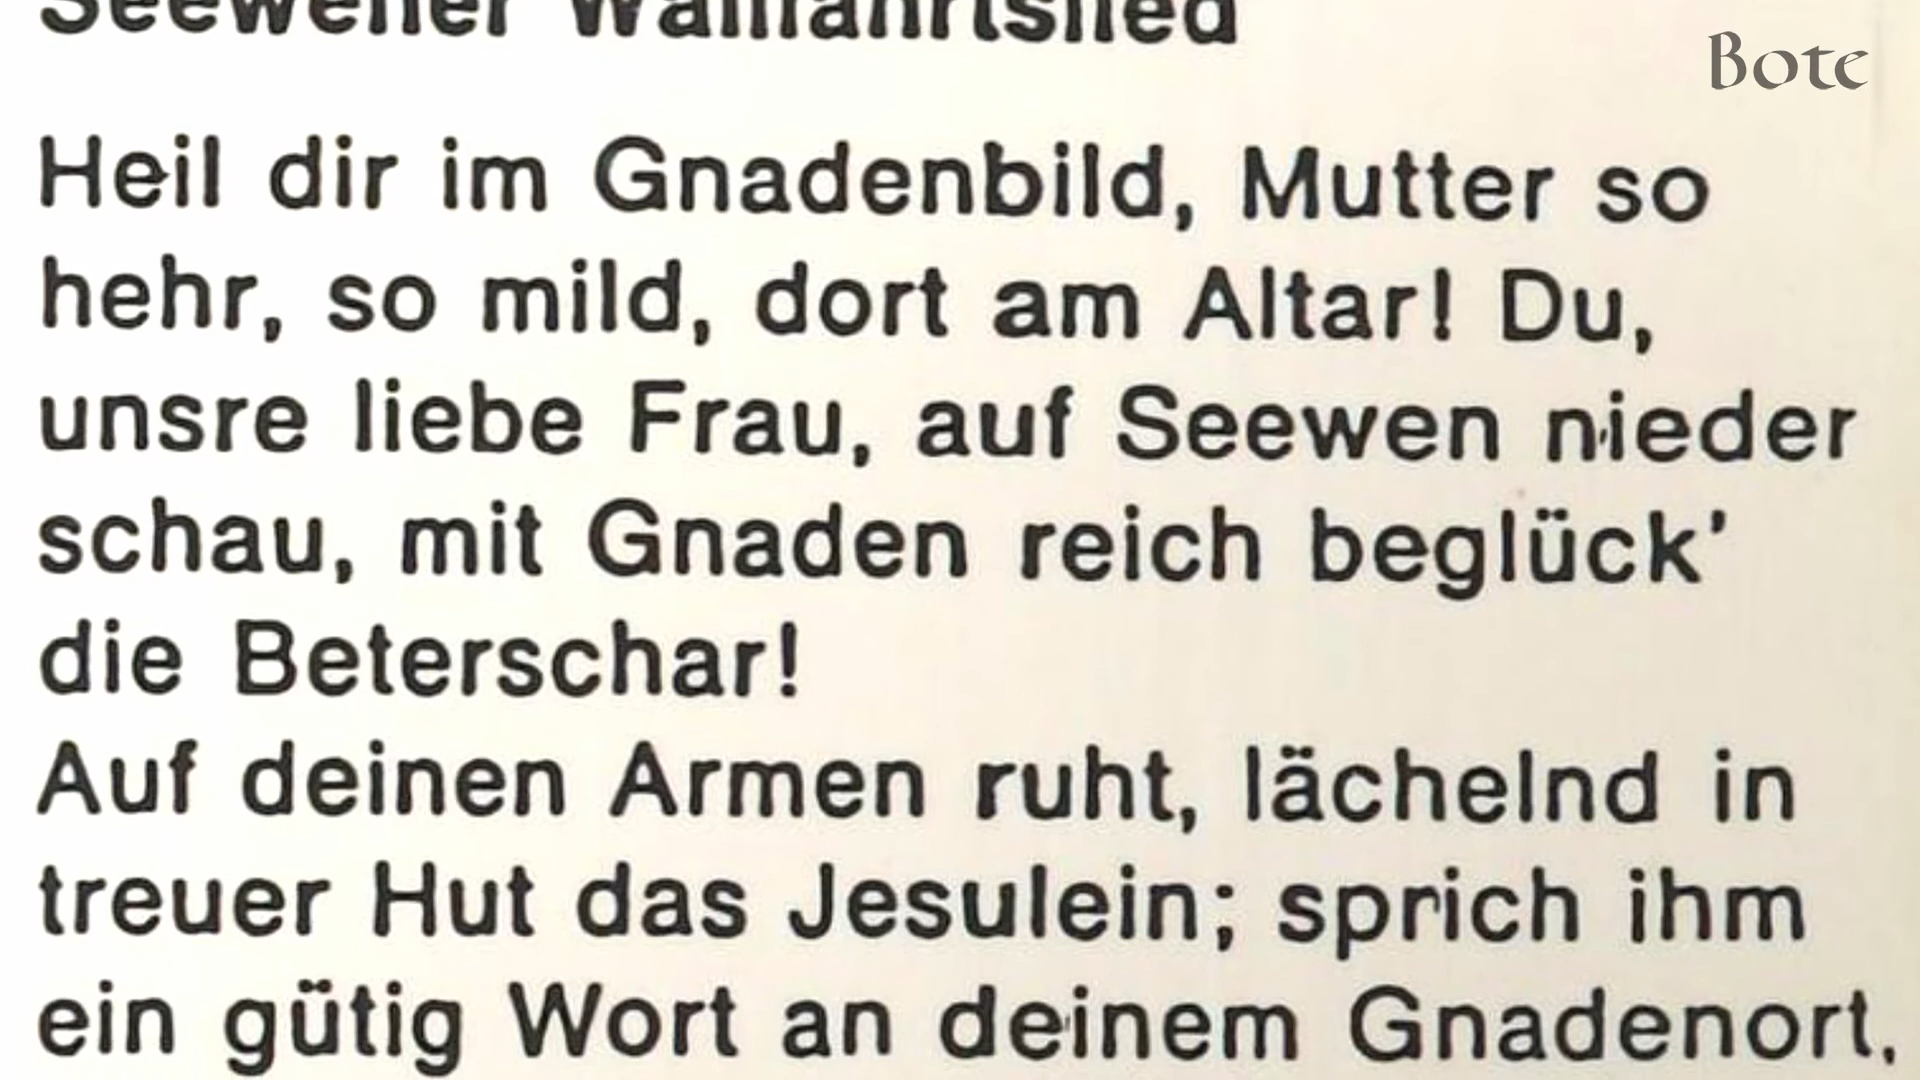 Seewener Wallfahrtslied
Bote
Heil dir im Gnadenbild, Mutter so
hehr, so mild, dort am Altar! Du,
unsre liebe Frau, auf Seewen nieder
schau, mit Gnaden reich beglück’
die Beterschar!
Auf deinen Armen ruht, lächelnd in
treuer Hut das Jesulein; sprich ihm
ein gütig Wort an deinem Gnadenort,